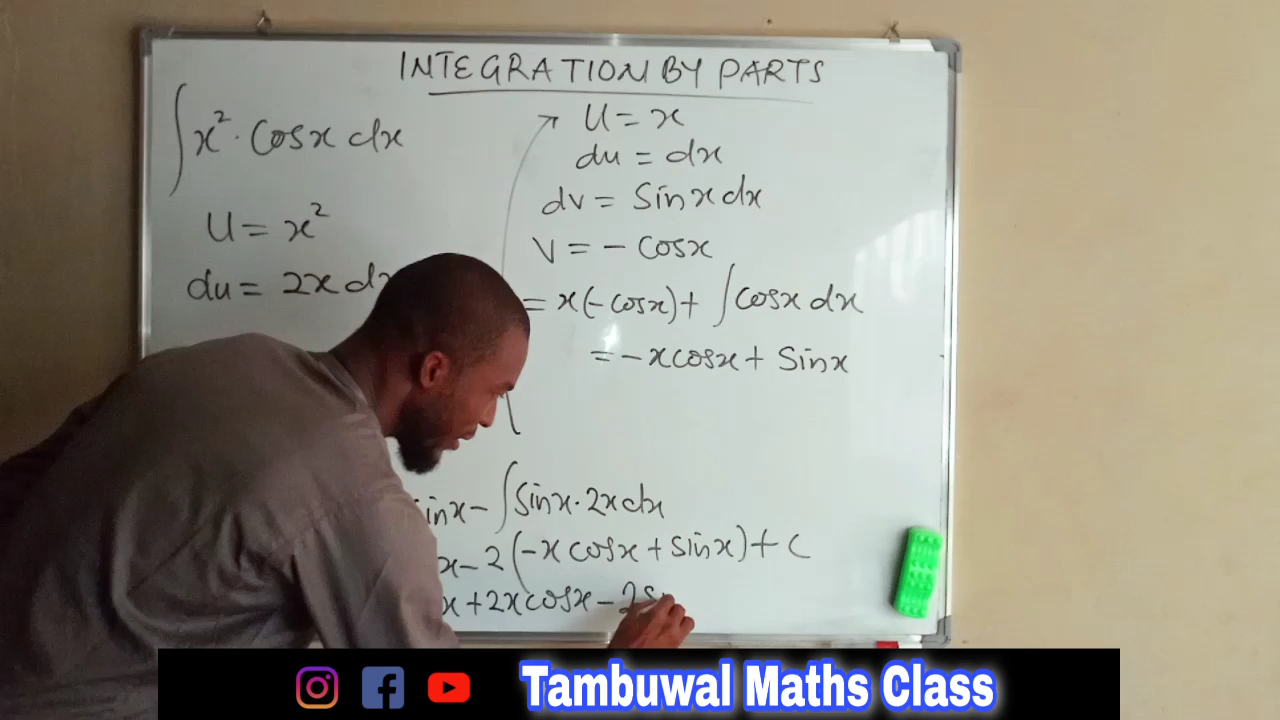 INTEGRATION BY PARTS
∫x² · cosx dx
U = x²
du = 2x dx
U = x
du = dx
dv = Sinx dx
V = - cosx
= x(-cosx) + ∫cosx dx
= -xcosx + Sinx
sinx - ∫Sinx · 2x dx
x - 2(-x cosx + sinx) + C
x + 2xcosx - 2S
Tambuwal Maths Class